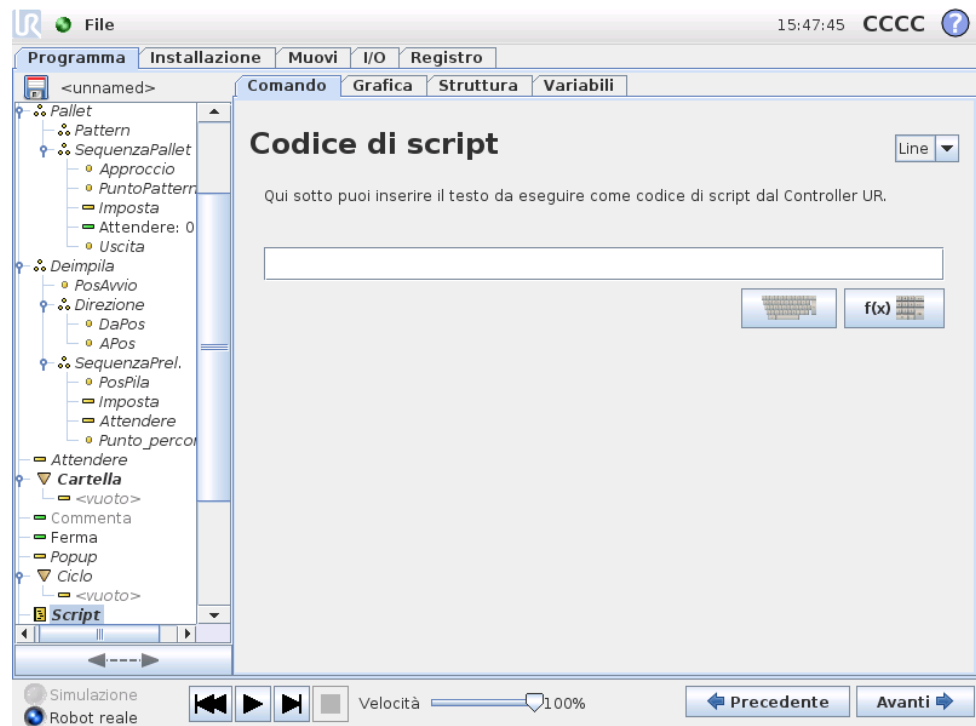 UR File 15:47:45 CCCC ?
Programma Installazione Muovi I/O Registro
<unnamed>
Comando Grafica Struttura Variabili
Pallet
Pattern
SequenzaPallet
Approccio
PuntoPattern
Imposta
Attendere: 0
Uscita
Deimpila
PosAvvio
Direzione
DaPos
APos
SequenzaPrel.
PosPila
Imposta
Attendere
Punto_percor
Attendere
Cartella
<vuoto>
Commenta
Ferma
Popup
Ciclo
<vuoto>
Script
Codice di script
Line
Qui sotto puoi inserire il testo da eseguire come codice di script dal Controller UR.
f(x)
Simulazione
Robot reale
Velocità 100%
Precedente Avanti